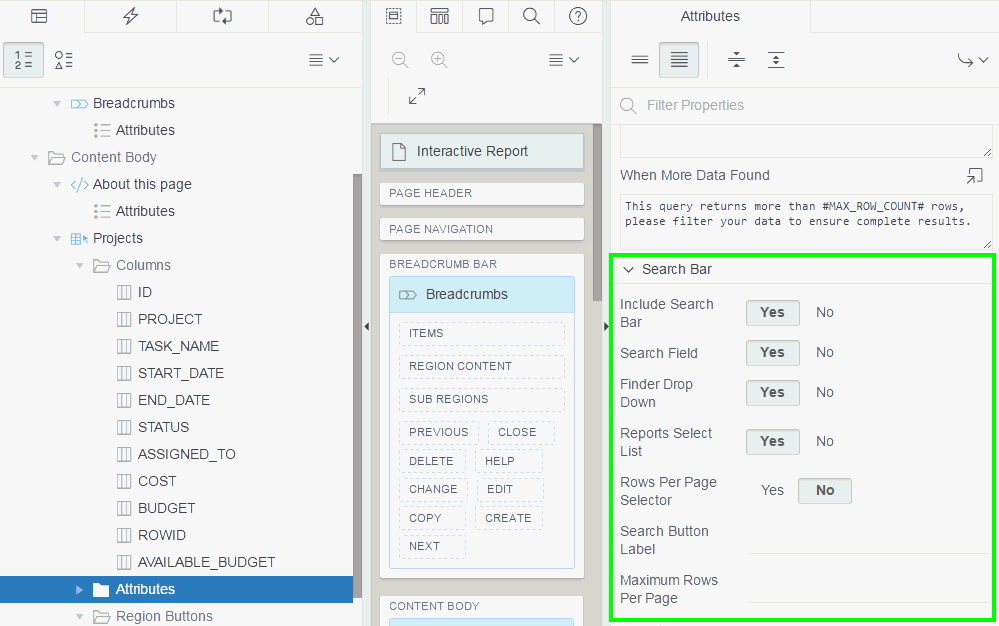 Breadcrumbs
Attributes
Content Body
About this page
Attributes
Projects
Columns
ID
PROJECT
TASK_NAME
START_DATE
END_DATE
STATUS
ASSIGNED_TO
COST
BUDGET
ROWID
AVAILABLE_BUDGET
Attributes
Region Buttons
Interactive Report
PAGE HEADER
PAGE NAVIGATION
BREADCRUMB BAR
Breadcrumbs
ITEMS
REGION CONTENT
SUB REGIONS
PREVIOUS CLOSE
DELETE HELP
CHANGE EDIT
COPY CREATE
NEXT
CONTENT BODY
Attributes
Filter Properties
When More Data Found
This query returns more than #MAX_ROW_COUNT# rows,
please filter your data to ensure complete results.
Search Bar
Include Search
Bar
Yes No
Search Field Yes No
Finder Drop
Down
Yes No
Reports Select
List
Yes No
Rows Per Page
Selector
Yes No
Search Button
Label
Maximum Rows
Per Page